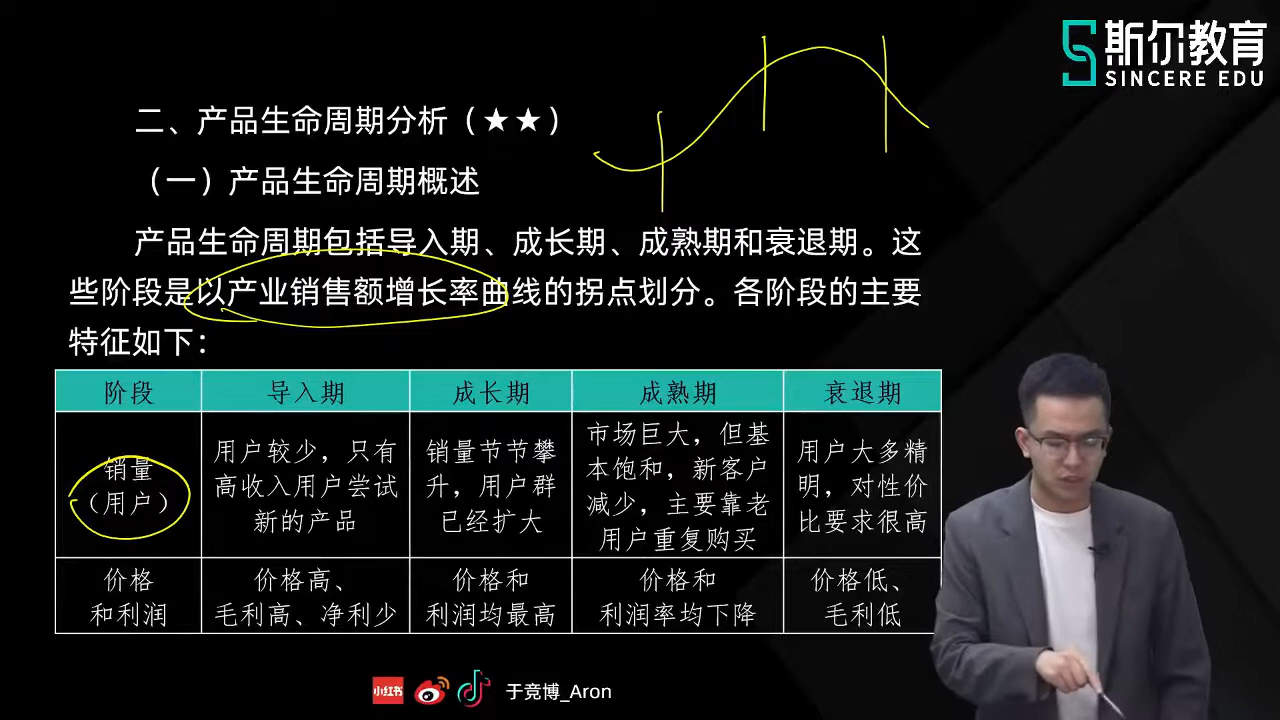 斯尔教育
SINCERE EDU
二、产品生命周期分析（★★）
（一）产品生命周期概述
产品生命周期包括导入期、成长期、成熟期和衰退期。这
些阶段是以产业销售额增长率曲线的拐点划分。各阶段的主要
特征如下：
阶段 导入期 成长期 成熟期 衰退期
销量
（用户）
用户较少，只有
高收入用户尝试
新的产品
销量节节攀
升，用户群
已经扩大
市场巨大，但基
本饱和，新客户
减少，主要靠老
用户重复购买
用户大多精
明，对性价
比要求很高
价格
和利润
价格高、
毛利高、净利少
价格和
利润均最高
价格和
利润率均下降
价格低、
毛利低
小红书
于竞博_Aron